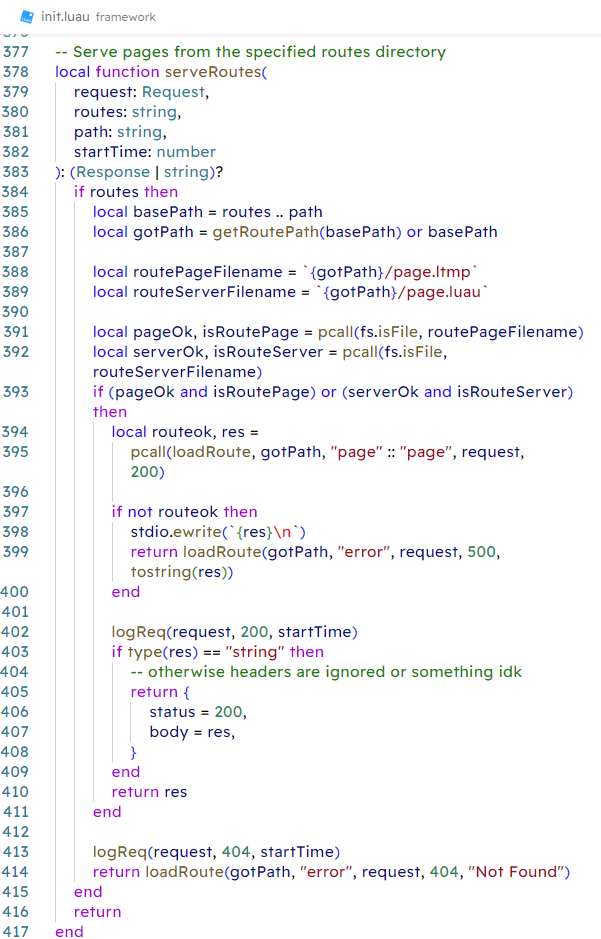 init.luau framework
377 -- Serve pages from the specified routes directory
378 local function serveRoutes(
379 request: Request,
380 routes: string,
381 path: string,
382 startTime: number
383 ): (Response | string)?
384 if routes then
385 local basePath = routes .. path
386 local gotPath = getRoutePath(basePath) or basePath
387
388 local routePageFilename = `{gotPath}/page.ltmp`
389 local routeServerFilename = `{gotPath}/page.luau`
390
391 local pageOk, isRoutePage = pcall(fs.isFile, routePageFilename)
392 local serverOk, isRouteServer = pcall(fs.isFile,
routeServerFilename)
393 if (pageOk and isRoutePage) or (serverOk and isRouteServer)
then
394 local routeok, res =
395 pcall(loadRoute, gotPath, "page" :: "page", request,
200)
396
397 if not routeok then
398 stdio.ewrite(`{res}\n`)
399 return loadRoute(gotPath, "error", request, 500,
tostring(res))
400 end
401
402 logReq(request, 200, startTime)
403 if type(res) == "string" then
404 -- otherwise headers are ignored or something idk
405 return {
406 status = 200,
407 body = res,
408 }
409 end
410 return res
411 end
412
413 logReq(request, 404, startTime)
414 return loadRoute(gotPath, "error", request, 404, "Not Found")
415 end
416 return
417 end